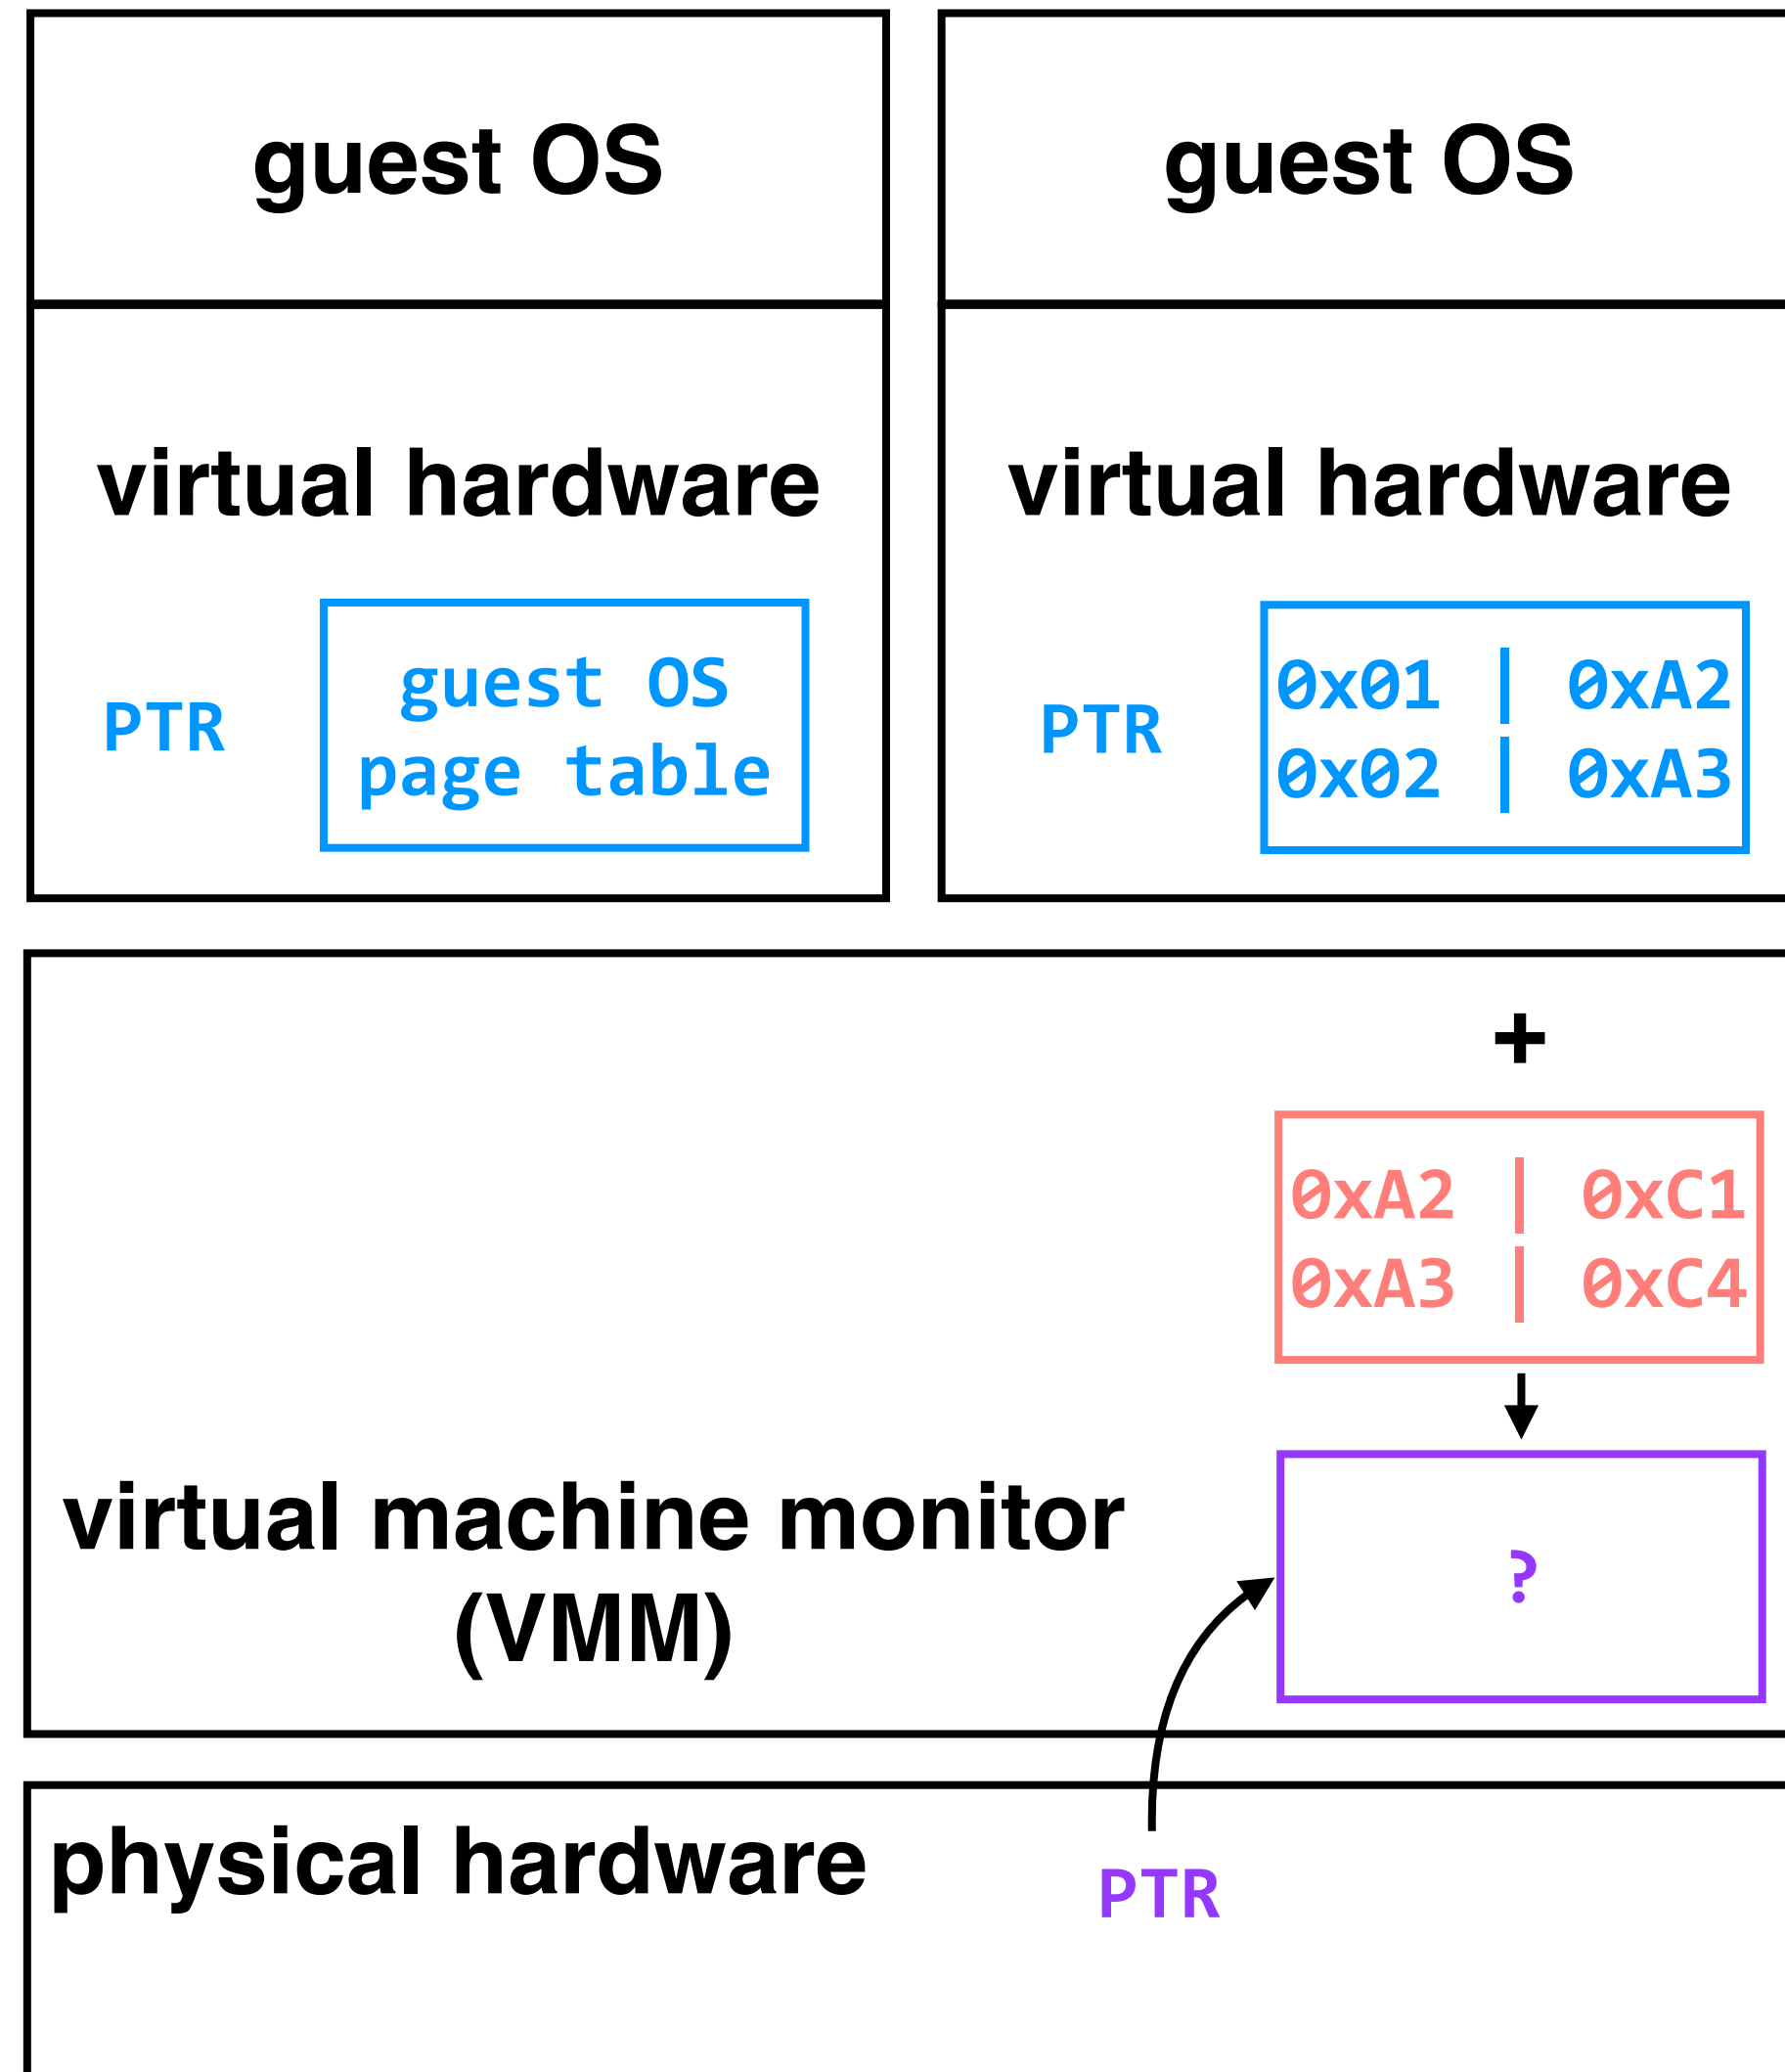 guest OS
guest OS
virtual hardware
virtual hardware
PTR
guest OS
page table
PTR
0x01 | 0xA2
0x02 | 0xA3
+
0xA2 | 0xC1
0xA3 | 0xC4
virtual machine monitor
(VMM)
?
physical hardware
PTR